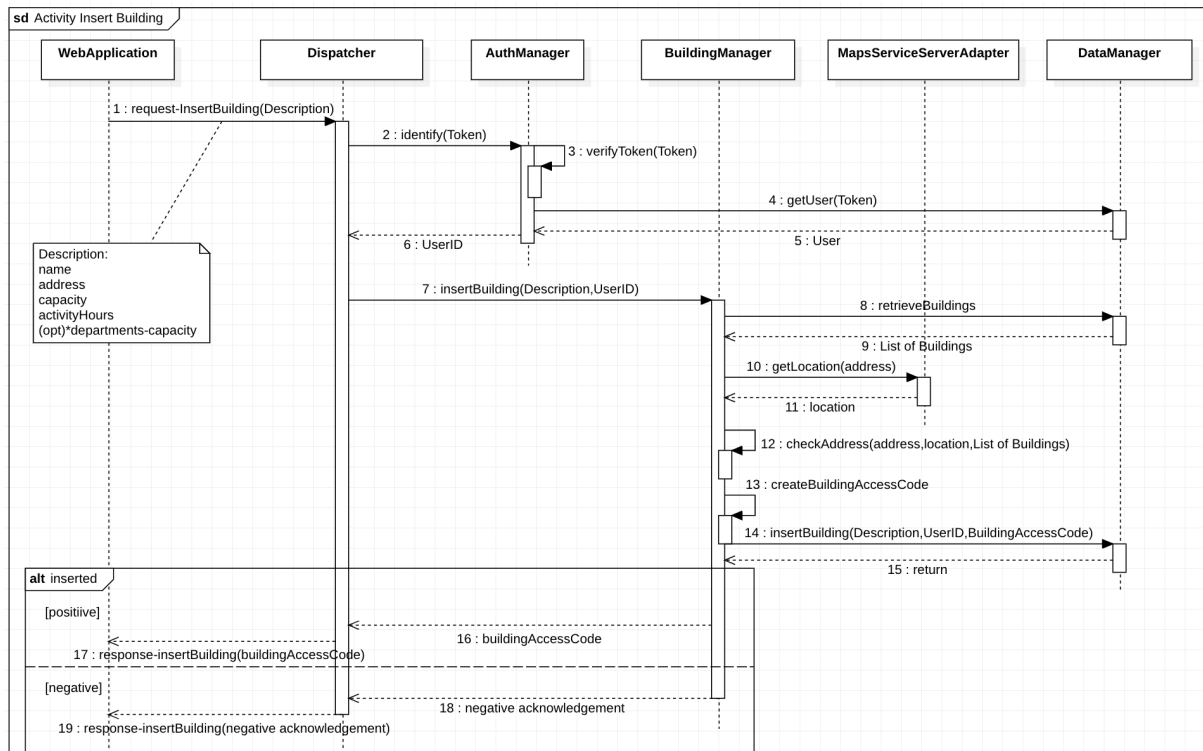 sd Activity Insert Building
WebApplication
Dispatcher
AuthManager
BuildingManager
MapsServiceServerAdapter
DataManager
1 : request-InsertBuilding(Description)
2 : identify(Token)
3 : verifyToken(Token)
4 : getUser(Token)
5 : User
6 : UserID
Description:
name
address
capacity
activityHours
(opt)*departments-capacity
7 : insertBuilding(Description,UserID)
8 : retrieveBuildings
9 : List of Buildings
10 : getLocation(address)
11 : location
12 : checkAddress(address,location,List of Buildings)
13 : createBuildingAccessCode
14 : insertBuilding(Description,UserID,BuildingAccessCode)
15 : return
alt inserted
[positiive]
16 : buildingAccessCode
17 : response-insertBuilding(buildingAccessCode)
[negative]
18 : negative acknowledgement
19 : response-insertBuilding(negative acknowledgement)